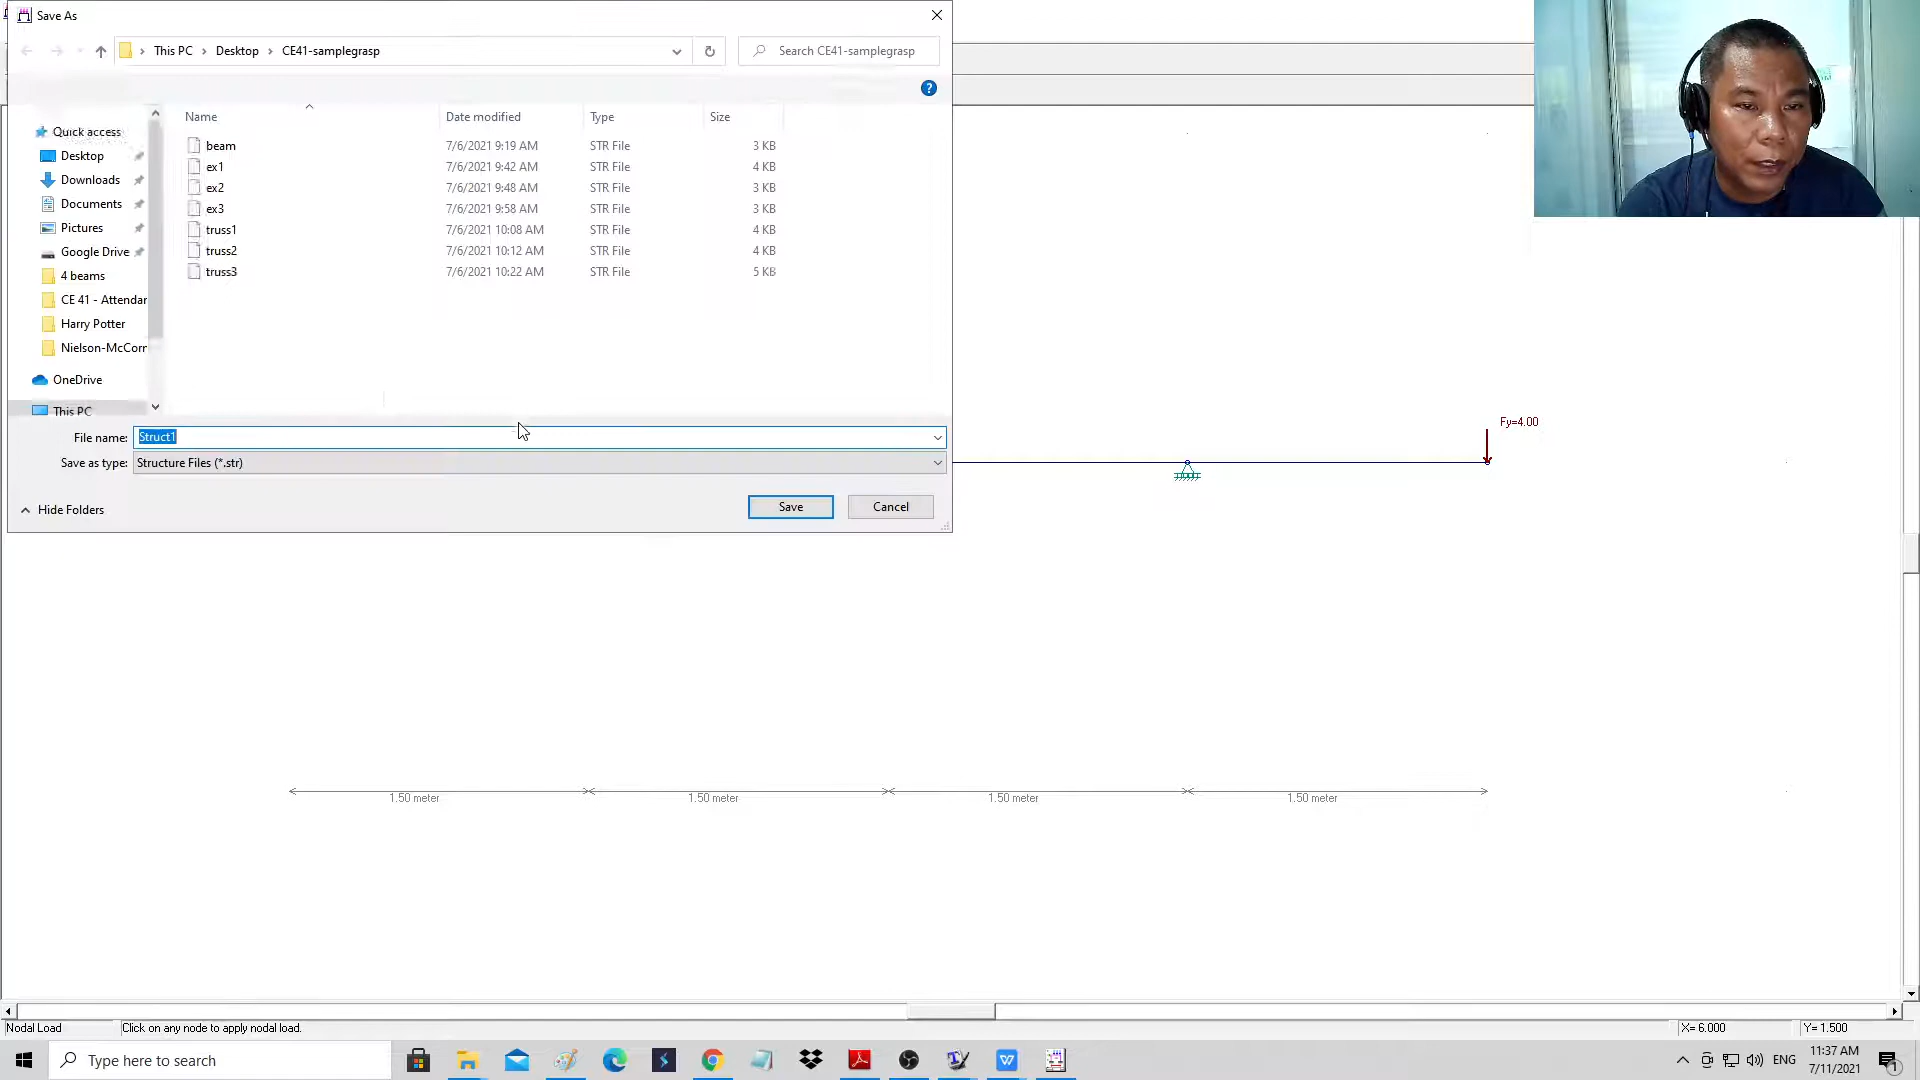 Save As
This PC > Desktop > CE41-samplegrasp
Search CE41-samplegrasp
Name Date modified Type Size
beam 7/6/2021 9:19 AM STR File 3 KB
ex1 7/6/2021 9:42 AM STR File 4 KB
ex2 7/6/2021 9:48 AM STR File 3 KB
ex3 7/6/2021 9:58 AM STR File 3 KB
truss1 7/6/2021 10:08 AM STR File 4 KB
truss2 7/6/2021 10:12 AM STR File 4 KB
truss3 7/6/2021 10:22 AM STR File 5 KB
Quick access
Desktop
Downloads
Documents
Pictures
Google Drive
4 beams
CE 41 - Attendar
Harry Potter
Nielson-McCorn
OneDrive
This PC
File name: Struct1
Save as type: Structure Files (*.str)
Hide Folders
Save
Cancel
Fy=4.00
1.50 meter 1.50 meter 1.50 meter 1.50 meter
Nodal Load Click on any node to apply nodal load. X= 6.000 Y= 1.500
Type here to search
ENG
11:37 AM
7/11/2021